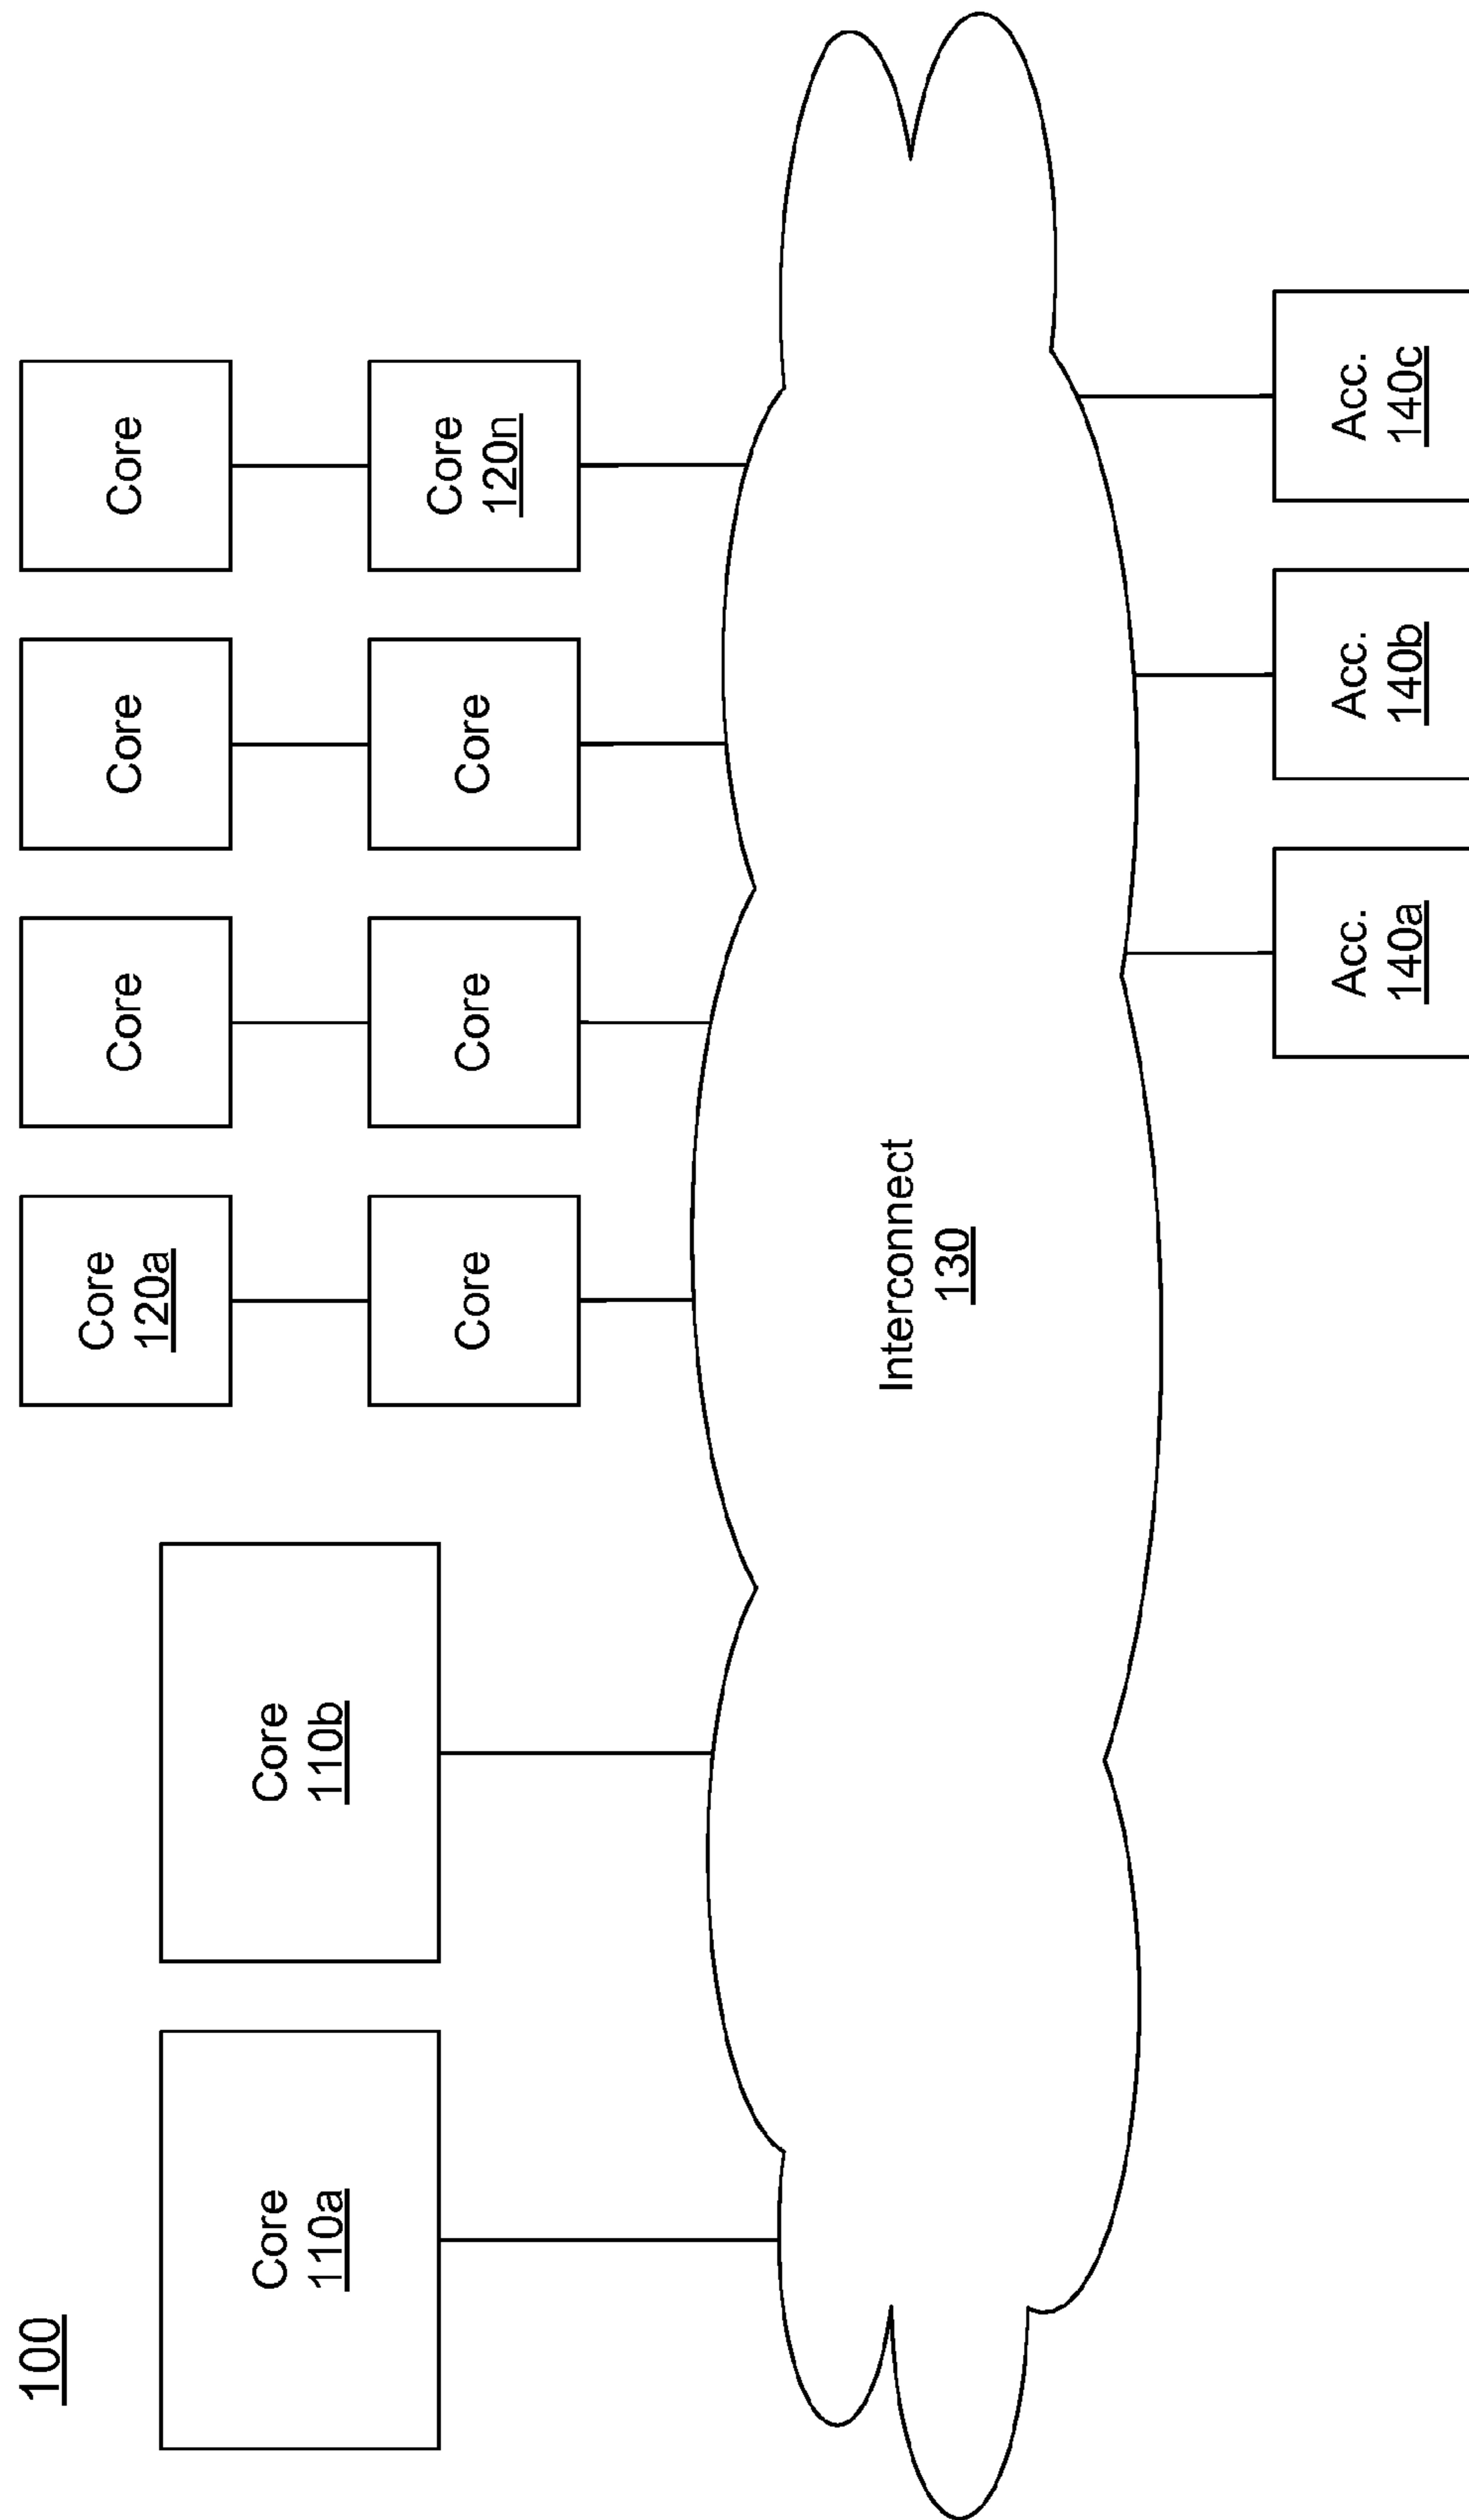 100
Core
110a
Core
110b
Core
120a
Core
Core
Core
Core
Core
Core
Core
120n
Interconnect
130
Acc.
140a
Acc.
140b
Acc.
140c